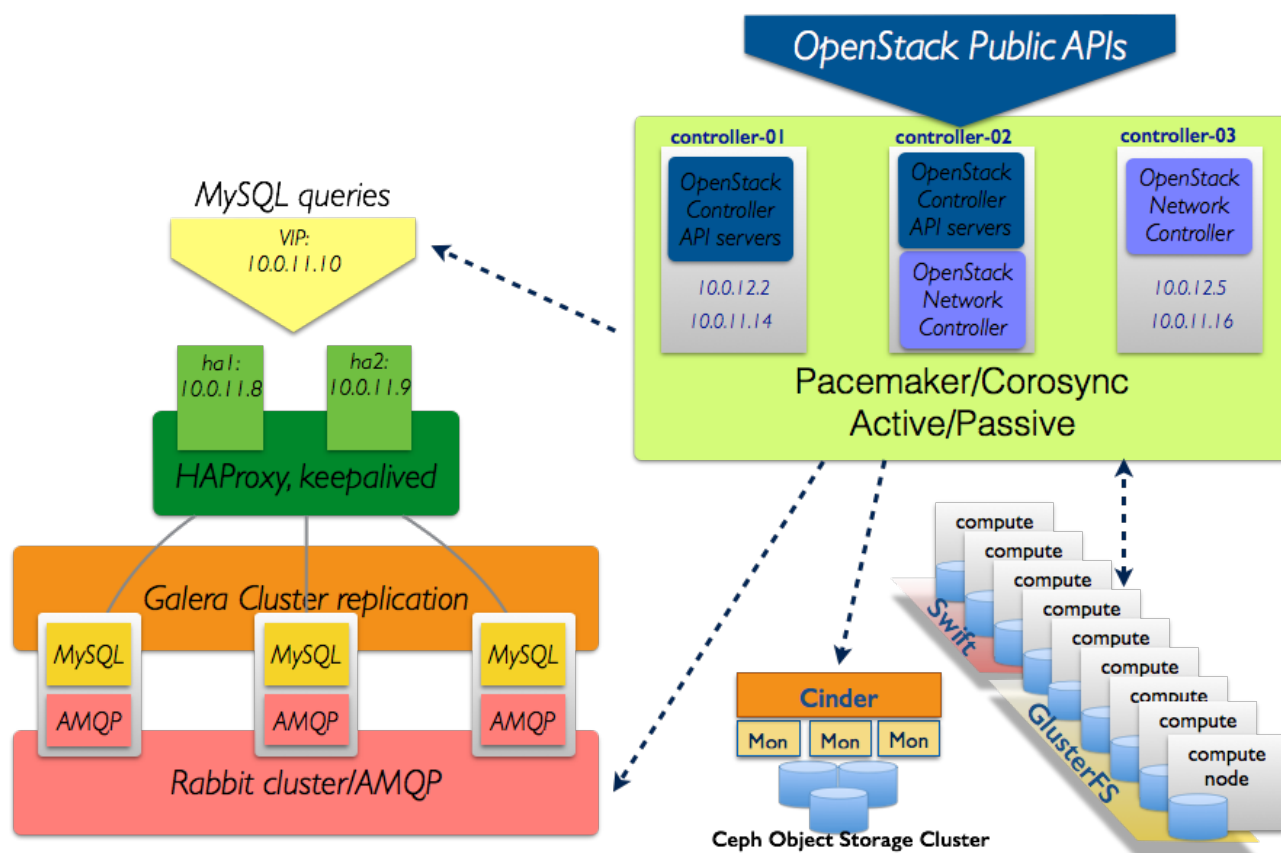 OpenStack Public APIs
controller-01
controller-02
controller-03
OpenStack
Controller
API servers
10.0.12.2
10.0.11.14
OpenStack
Controller
API servers
OpenStack
Network
Controller
OpenStack
Network
Controller
10.0.12.5
10.0.11.16
Pacemaker/Corosync
Active/Passive
MySQL queries
VIP:
10.0.11.10
ha1:
10.0.11.8
ha2:
10.0.11.9
HAProxy, keepalived
Galera Cluster replication
MySQL
MySQL
MySQL
AMQP
AMQP
AMQP
Rabbit cluster/AMQP
Cinder
Mon
Mon
Mon
Ceph Object Storage Cluster
compute
compute
compute
compute
compute
compute
compute
compute
compute
node
Swift
GlusterFS